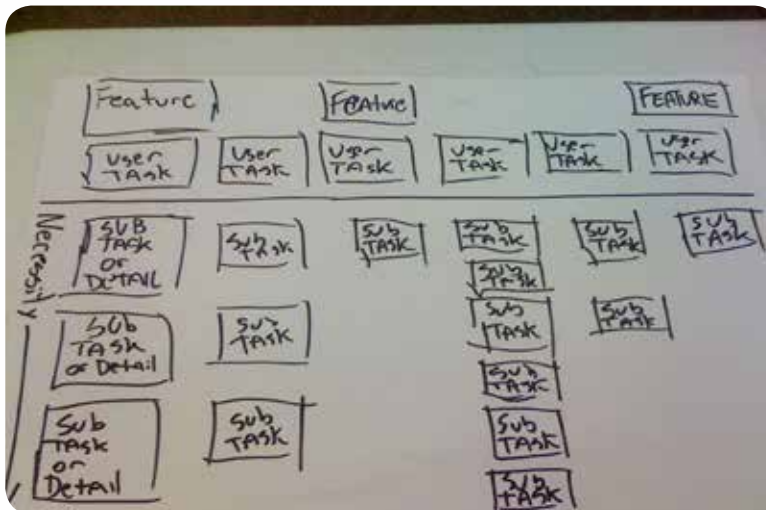 Feature
FEAture
FEATURE
User
TAsk
User
TAsk
User
TAsk
User
TAsk
User
TAsk
User
TAsk
Necessity
SUB
TASK
or
DETAIL
Sub
TAsk
Sub
TASK
Sub
TASK
Sub
TASK
Sub
TASK
Sub
TAsk
Sub
TASK
or Detail
Sub
TAsk
Sub
TASK
Sub
TAsk
Sub
TASK
Sub
TASK
or
Detail
Sub
TASK
Sub
TASK
Sub
TASK